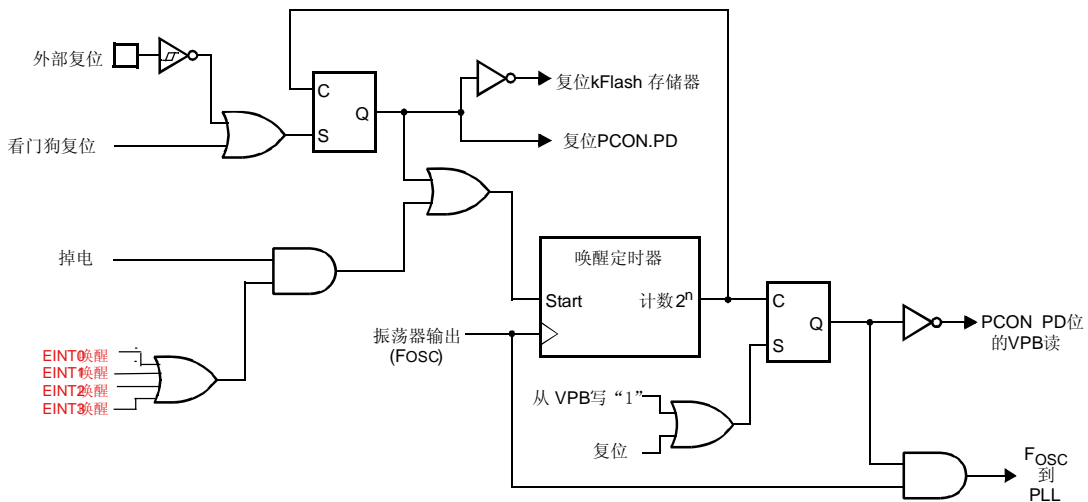 外部复位
C
Q
S
复位kFlash 存储器
复位PCON.PD
看门狗复位
掉电
唤醒定时器
Start
计数 2ⁿ
C
Q
S
振荡器输出
(FOSC)
PCON PD位
的VPB读
EINT0唤醒
EINT1唤醒
EINT2唤醒
EINT3唤醒
从 VPB写“1”
复位
FOSC
到
PLL